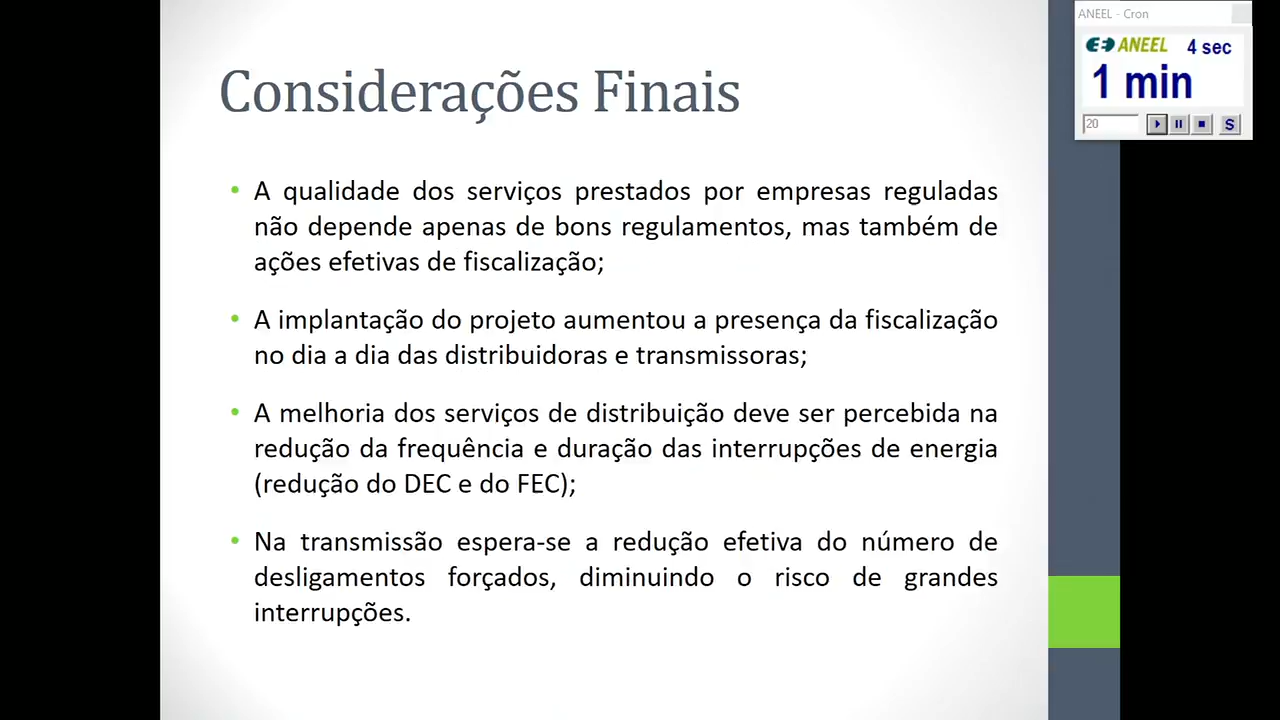 ANEEL - Cron
ANEEL 4 sec
1 min
20
S
Considerações Finais
• A qualidade dos serviços prestados por empresas reguladas
não depende apenas de bons regulamentos, mas também de
ações efetivas de fiscalização;
• A implantação do projeto aumentou a presença da fiscalização
no dia a dia das distribuidoras e transmissoras;
• A melhoria dos serviços de distribuição deve ser percebida na
redução da frequência e duração das interrupções de energia
(redução do DEC e do FEC);
• Na transmissão espera-se a redução efetiva do número de
desligamentos forçados, diminuindo o risco de grandes
interrupções.